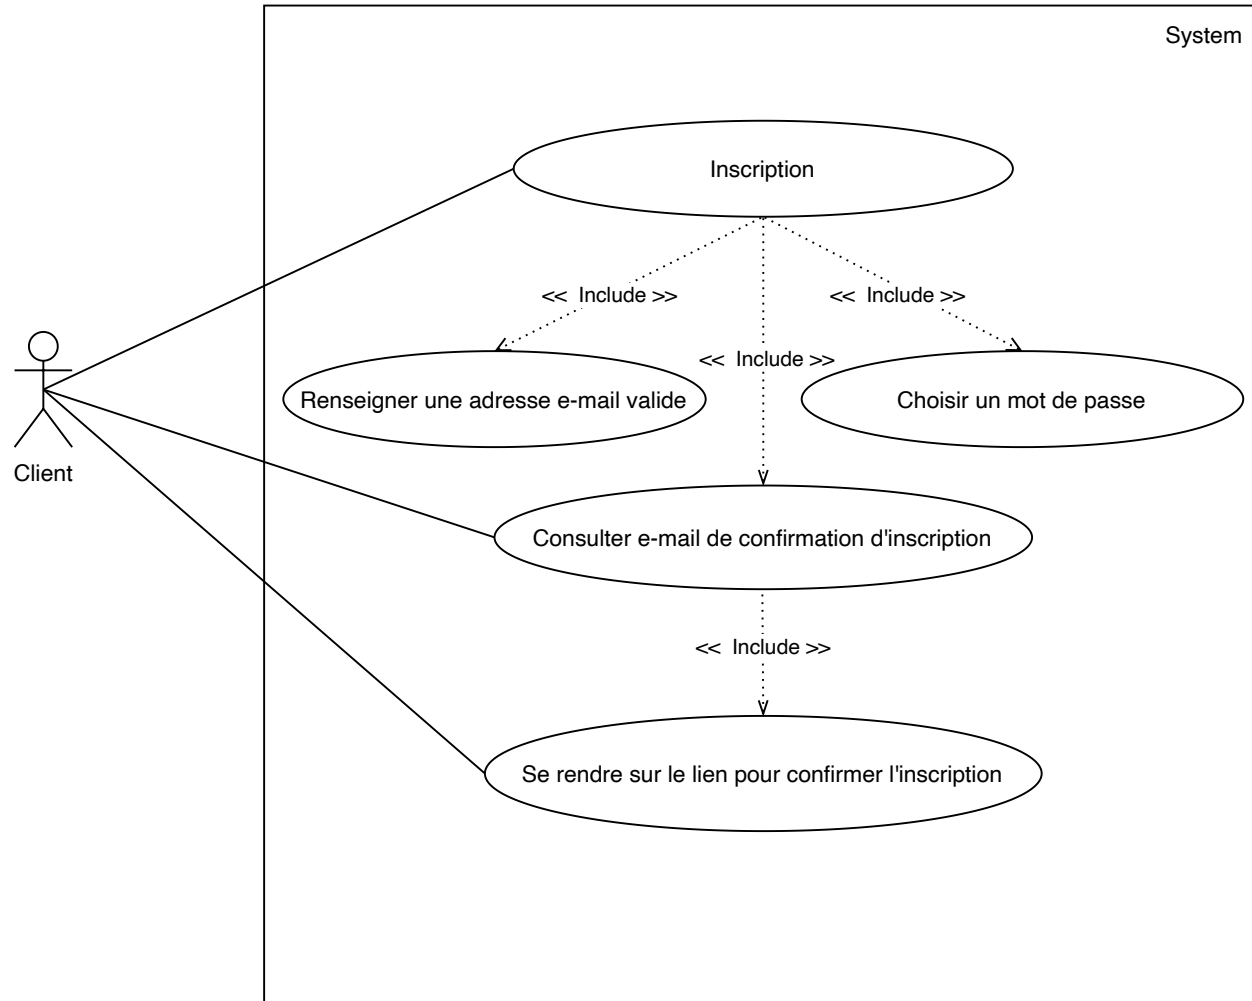 System
Inscription
<<  Include >>
<<  Include >>
<<  Include >>
Renseigner une adresse e-mail valide
Choisir un mot de passe
Client
Consulter e-mail de confirmation d'inscription
<<  Include >>
Se rendre sur le lien pour confirmer l'inscription